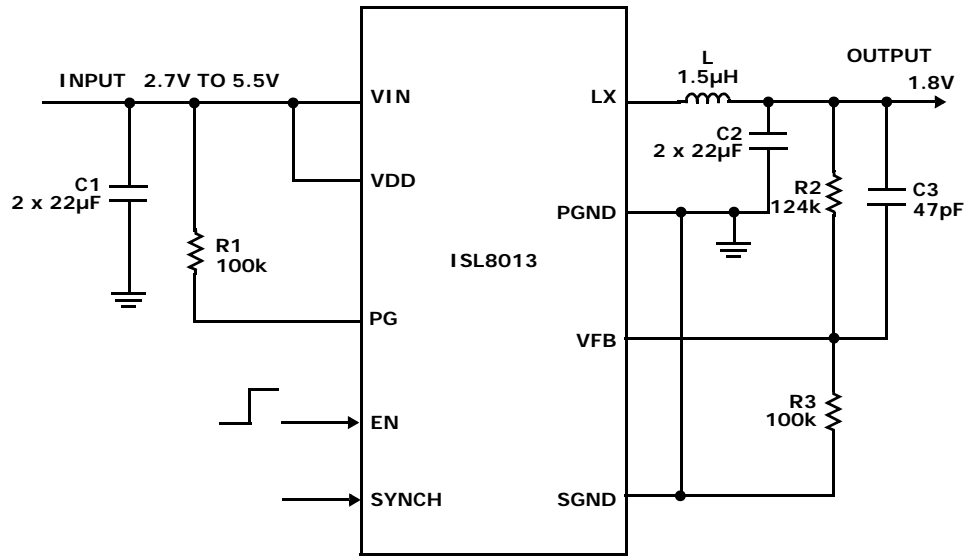 INPUT 2.7V TO 5.5V
VIN
VDD
C1
2 x 22µF
R1
100k
PG
EN
SYNCH
ISL8013
LX
PGND
VFB
SGND
L
1.5µH
OUTPUT
1.8V
C2
2 x 22µF
R2
124k
C3
47pF
R3
100k